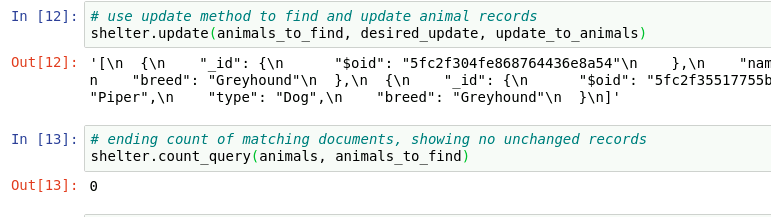 In [12]: # use update method to find and update animal records
shelter.update(animals_to_find, desired_update, update_to_animals)
Out[12]: '[\n  {\n    "_id": {\n      "$oid": "5fc2f304fe868764436e8a54"\n    },\n    "nam
n    "breed": "Greyhound"\n  },\n  {\n    "_id": {\n      "$oid": "5fc2f35517755b
"Piper",\n    "type": "Dog",\n    "breed": "Greyhound"\n  }\n]'
In [13]: # ending count of matching documents, showing no unchanged records
shelter.count_query(animals, animals_to_find)
Out[13]: 0